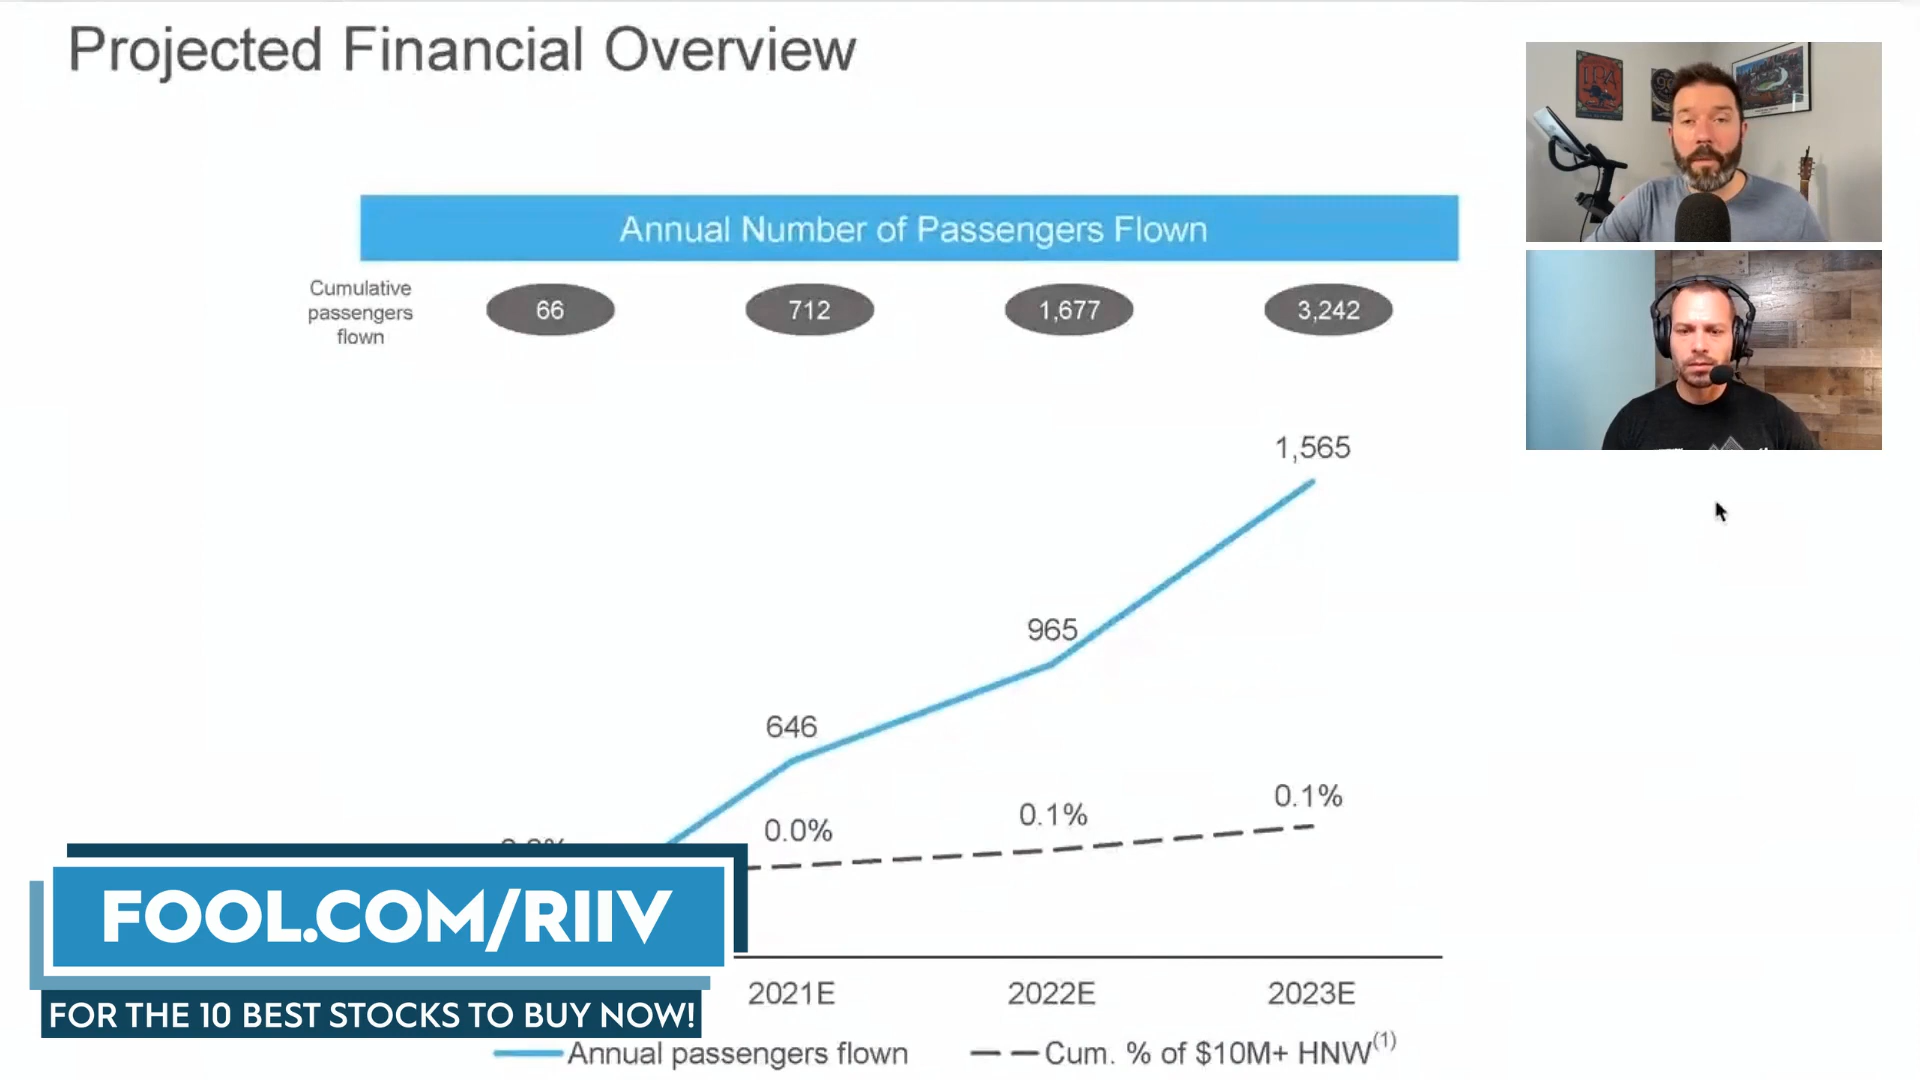 Projected Financial Overview
Annual Number of Passengers Flown
Cumulative
passengers
flown
66
712
1,677
3,242
1,565
965
646
0.1%
0.1%
0.0%
FOOL.COM/RIIV
FOR THE 10 BEST STOCKS TO BUY NOW!
2021E
2022E
2023E
Annual passengers flown
Cum. % of $10M+ HNW(1)
IPA